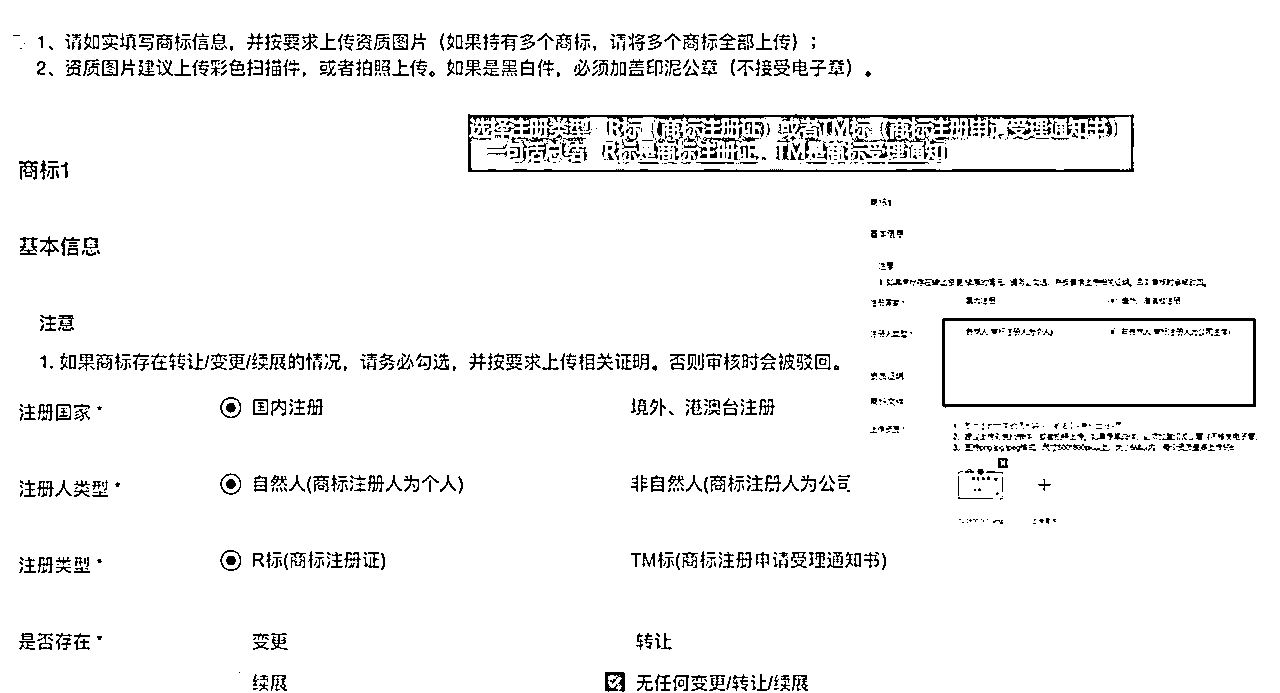 1、请如实填写商标信息，并按要求上传资质图片（如果持有多个商标，请将多个商标全部上传）；
2、资质图片建议上传彩色扫描件，或者拍照上传。如果是黑白件，必须加盖印泥公章（不接受电子章）。
选择注册类型 R标（商标注册证）或者TM标（商标注册申请受理通知书）
一句话总结 R标是商标注册证，TM是商标受理通知
商标1
基本信息
注意
1. 如果商标存在转让/变更/续展的情况，请务必勾选，并按要求上传相关证明。否则审核时会被驳回。
注册国家 *
国内注册
境外、港澳台注册
注册人类型 *
自然人(商标注册人为个人)
非自然人(商标注册人为公司
注册类型 *
R标(商标注册证)
TM标(商标注册申请受理通知书)
是否存在 *
变更
转让
续展
无任何变更/转让/续展
商标1
基本信息
注意